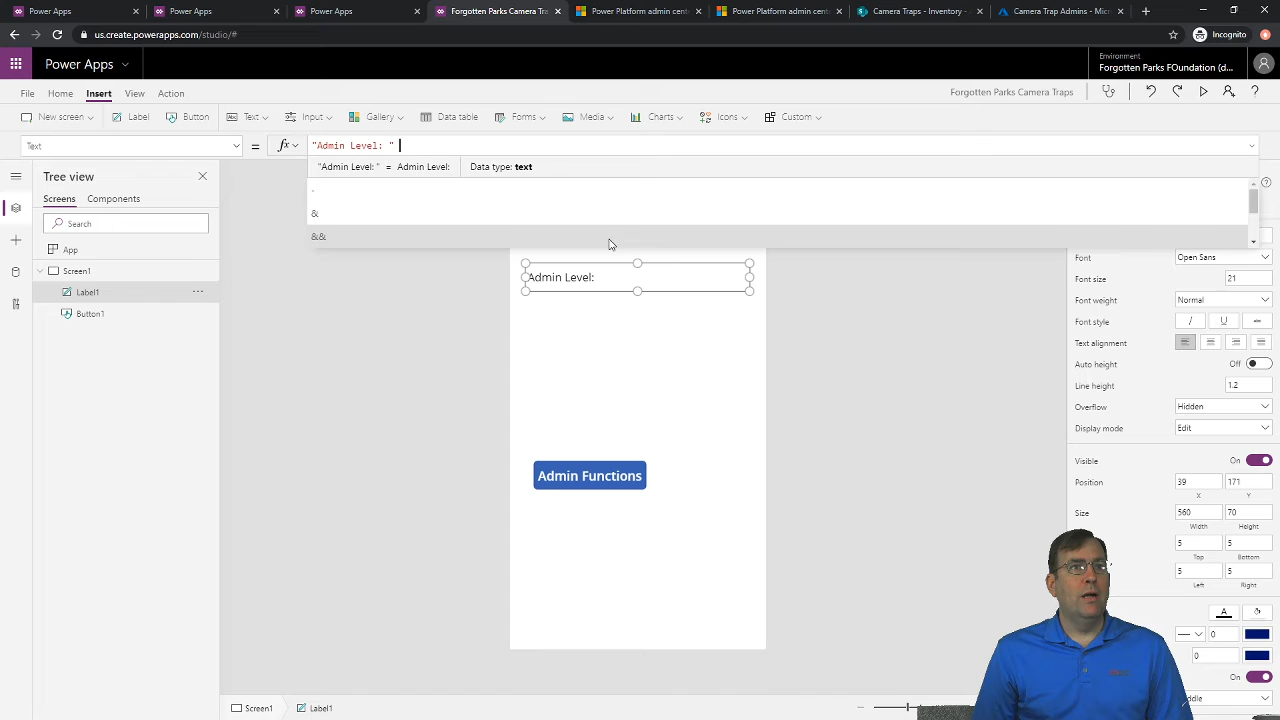 Power Apps
Power Apps
Power Apps
Forgotten Parks Camera Tra
Power Platform admin cent
Power Platform admin cente
Camera Traps - Inventory -
Camera Trap Admins - Mic
us.create.powerapps.com/studio/#
Incognito
Power Apps
Environment
Forgotten Parks FOundation (d...
File
Home
Insert
View
Action
Forgotten Parks Camera Traps
New screen
Label
Button
Text
Input
Gallery
Data table
Forms
Media
Charts
Icons
Custom
Text
=
fx
"Admin Level: "
"Admin Level: " = Admin Level:
Data type: text
-
&
&&
Tree view
Screens
Components
Search
App
Screen1
Label1
Button1
Admin Level:
Admin Functions
Font
Open Sans
Font size
21
Font weight
Normal
Font style
/
U
abc
Text alignment
Auto height
Off
Line height
1.2
Overflow
Hidden
Display mode
Edit
Visible
On
Position
39
171
X
Y
Size
560
70
Width
Height
5
5
Top
Bottom
5
5
Left
Right
A
0
0
On
Screen1
Label1